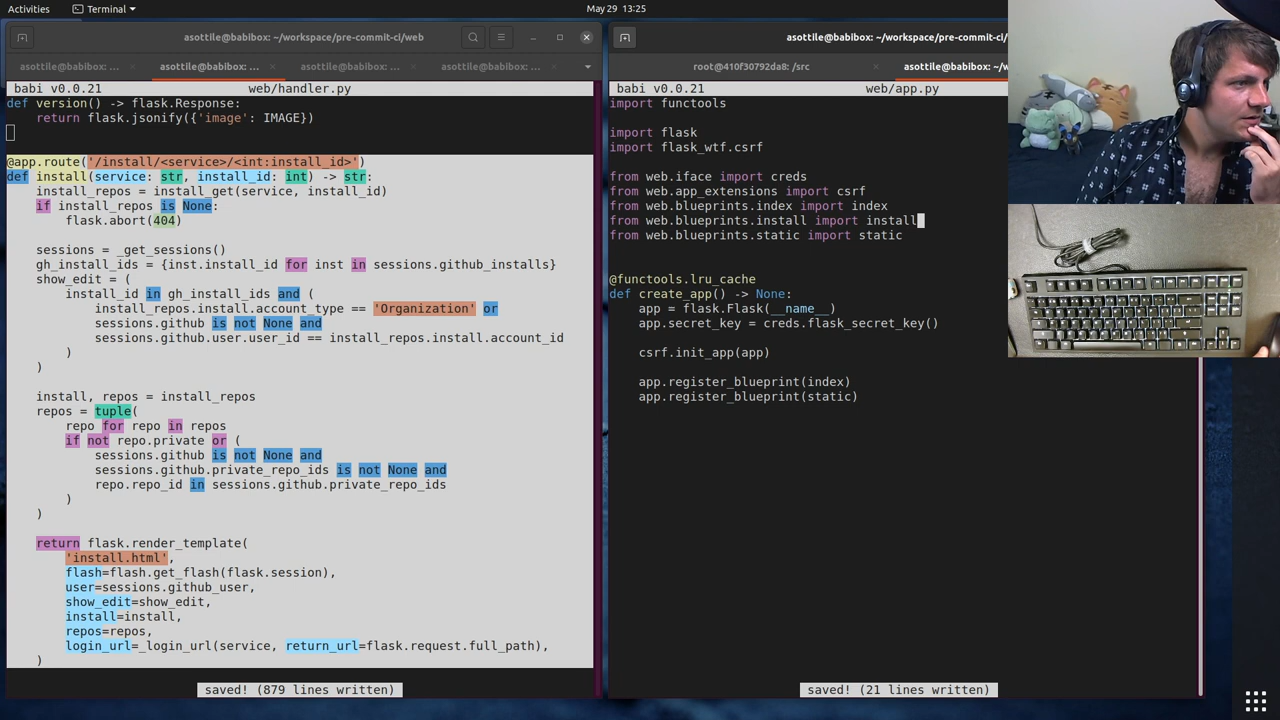 Activities
Terminal
May 29 13:25
asottile@babibox: ~/workspace/pre-commit-ci/web
asottile@babibox: ~/workspace/pre-commit-ci/
asottile@babibox: ...
asottile@babibox: ...
asottile@babibox: ...
asottile@babibox: ...
root@410f30792da8: /src
asottile@babibox: ~/w
babi v0.0.21 web/handler.py
def version() -> flask.Response:
    return flask.jsonify({'image': IMAGE})
@app.route('/install/<service>/<int:install_id>')
def install(service: str, install_id: int) -> str:
    install_repos = install_get(service, install_id)
    if install_repos is None:
        flask.abort(404)
    sessions = _get_sessions()
    gh_install_ids = {inst.install_id for inst in sessions.github_installs}
    show_edit = (
        install_id in gh_install_ids and (
            install_repos.install.account_type == 'Organization' or
            sessions.github is not None and
            sessions.github.user.user_id == install_repos.install.account_id
        )
    )
    install, repos = install_repos
    repos = tuple(
        repo for repo in repos
        if not repo.private or (
            sessions.github is not None and
            sessions.github.private_repo_ids is not None and
            repo.repo_id in sessions.github.private_repo_ids
        )
    )
    return flask.render_template(
        'install.html',
        flash=flash.get_flash(flask.session),
        user=sessions.github_user,
        show_edit=show_edit,
        install=install,
        repos=repos,
        login_url=_login_url(service, return_url=flask.request.full_path),
    )
saved! (879 lines written)
babi v0.0.21 web/app.py
import functools
import flask
import flask_wtf.csrf
from web.iface import creds
from web.app_extensions import csrf
from web.blueprints.index import index
from web.blueprints.install import install
from web.blueprints.static import static
@functools.lru_cache
def create_app() -> None:
    app = flask.Flask(__name__)
    app.secret_key = creds.flask_secret_key()
    csrf.init_app(app)
    app.register_blueprint(index)
    app.register_blueprint(static)
saved! (21 lines written)